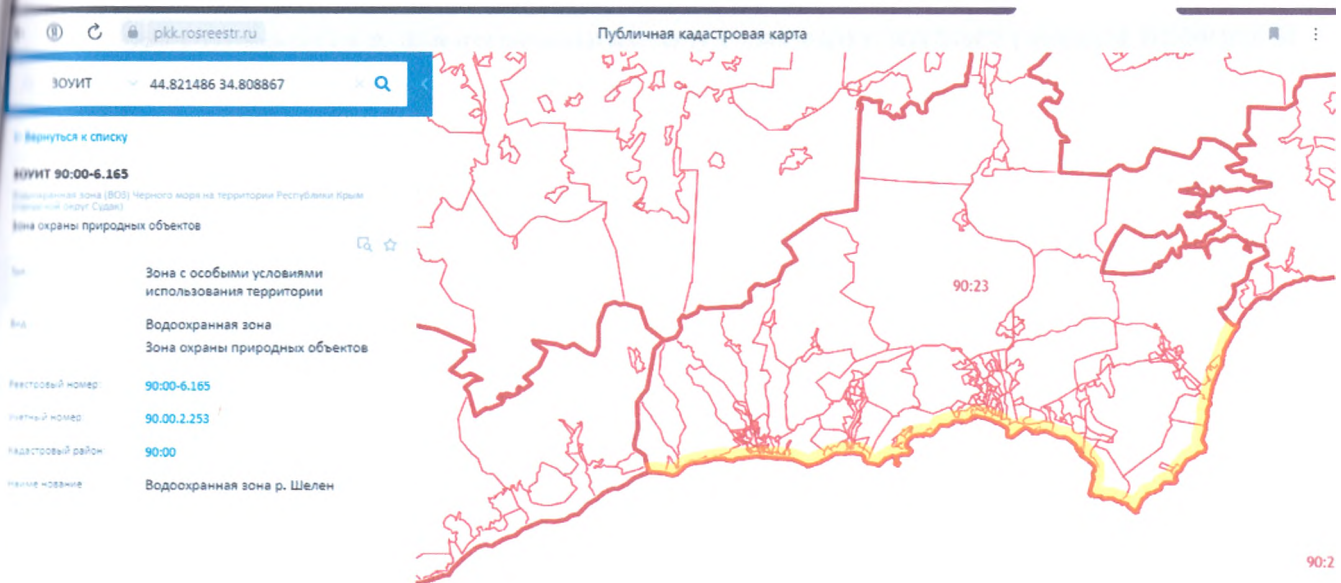 pkk.rosreestr.ru
Публичная кадастровая карта
ЗОУИТ
44.821486 34.808867
Вернуться к списку
ЗОУИТ 90:00-6.165
зона (ВОЗ) Черного моря на территории Республики Крым
округ Судак)
Зона охраны природных объектов
Зона с особыми условиями
использования территории
Вид
Водоохранная зона
Зона охраны природных объектов
Реестровый номер:
90:00-6.165
Учетный номер:
90.00.2.253
Кадастровый район:
90:00
Наименование
Водоохранная зона р. Шелен
90:23
90:2